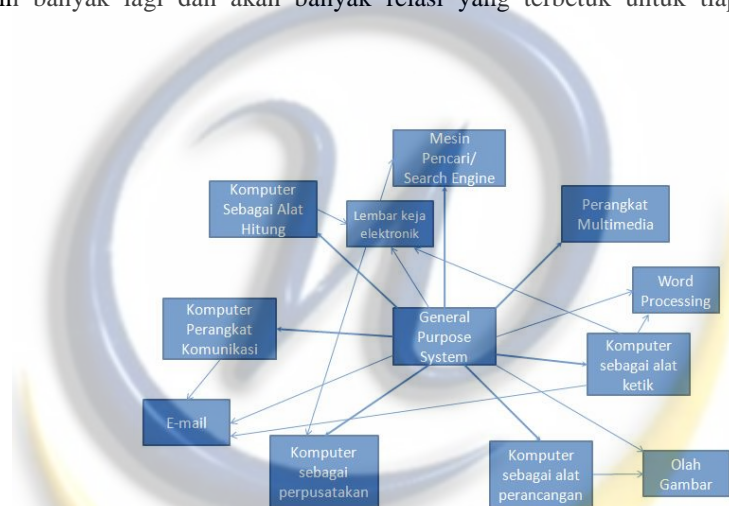 banyak lagi dan akan banyak relasi yang terbetuk untuk tiap
Mesin
Pencari/
Search Engine
Komputer
Sebagai Alat
Hitung
Lembar keja
elektronik
Perangkat
Multimedia
Word
Processing
Komputer
Perangkat
Komunikasi
General
Purpose
System
Komputer
sebagai alat
ketik
E-mail
Komputer
sebagai
perpusatakan
Komputer
sebagai alat
perancangan
Olah
Gambar